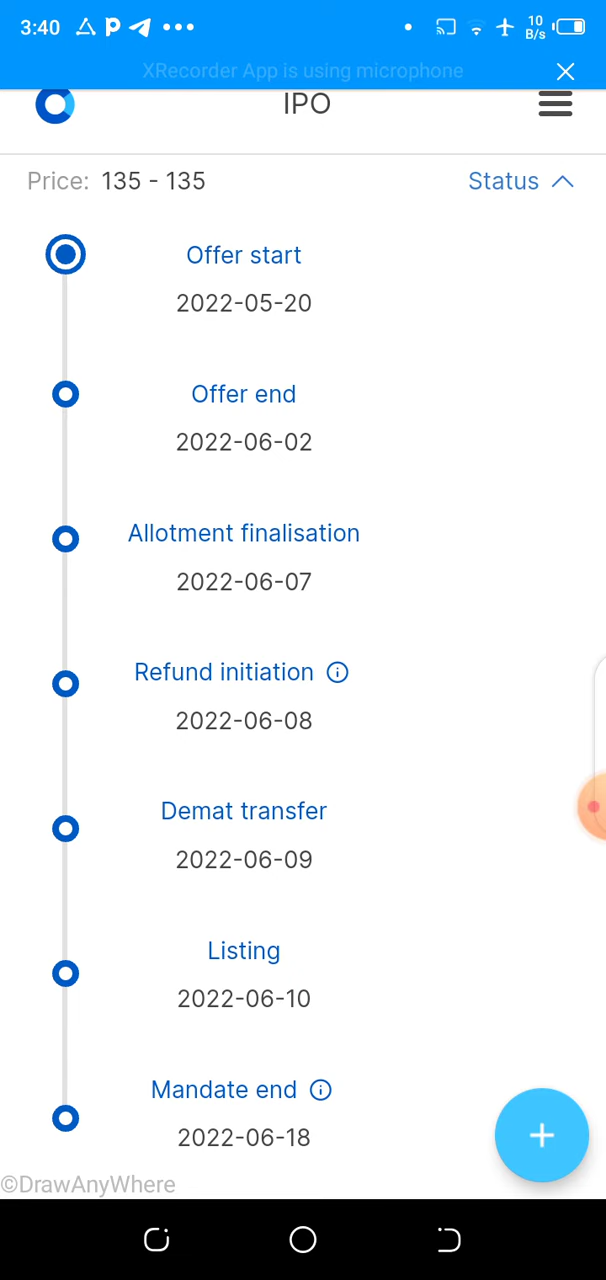 3:40
10
B/s
XRecorder App is using microphone
IPO
Price: 135 - 135
Status
Offer start
2022-05-20
Offer end
2022-06-02
Allotment finalisation
2022-06-07
Refund initiation
2022-06-08
Demat transfer
2022-06-09
Listing
2022-06-10
Mandate end
2022-06-18
©DrawAnyWhere